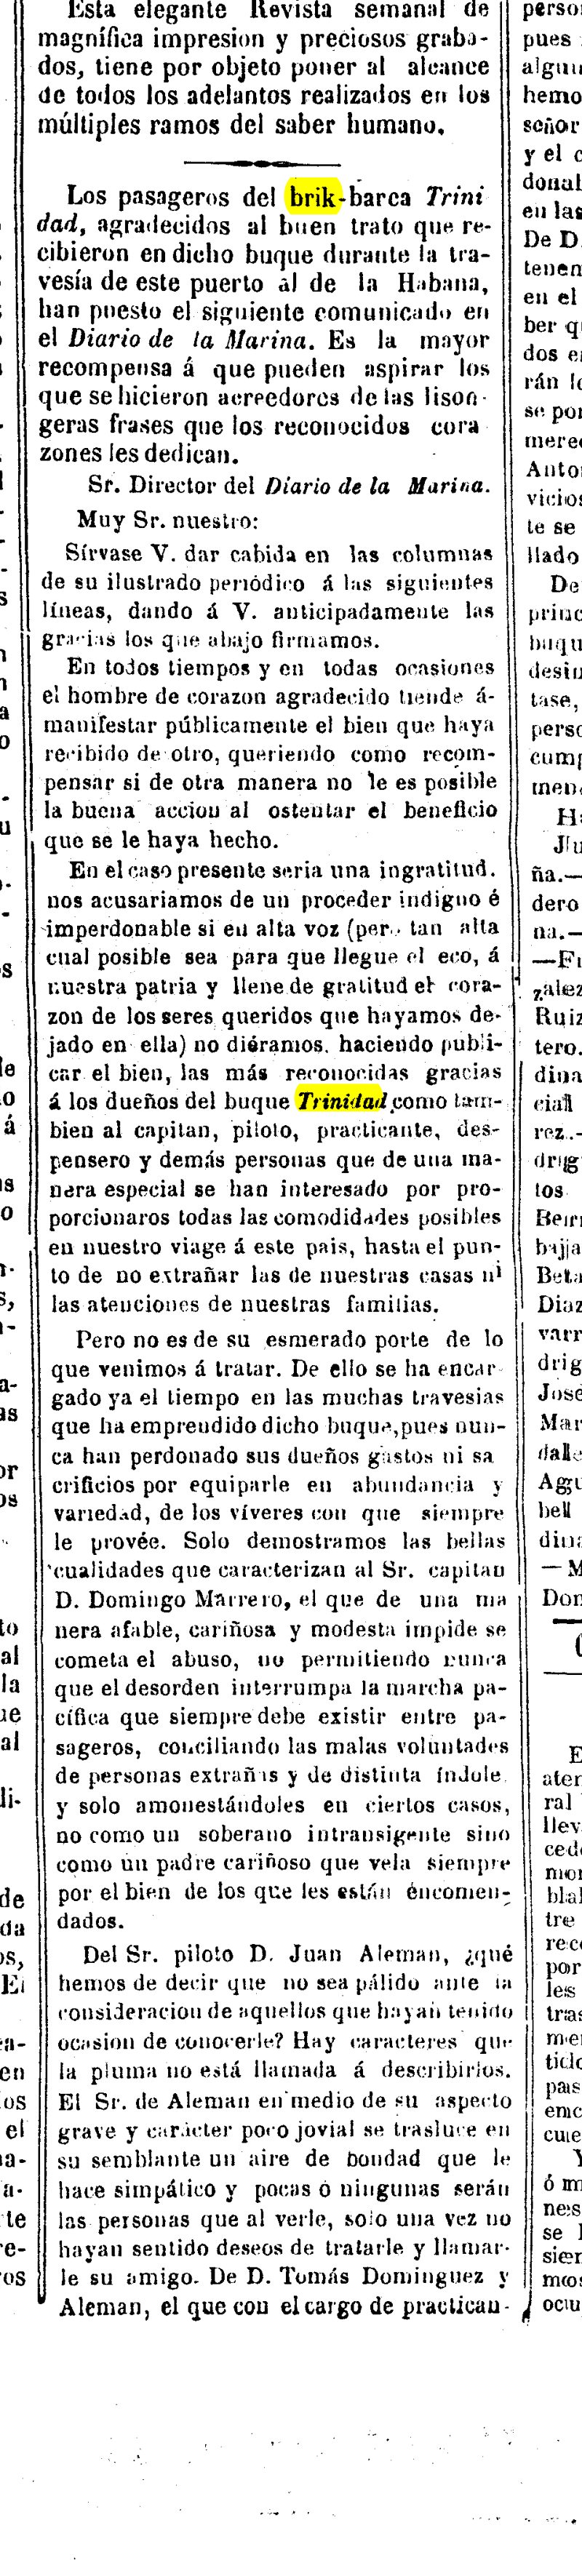 Esta elegante Revista semanal de
magnífica impresion y preciosos graba-
dos, tiene por objeto poner al alcance
de todos los adelantos realizados en los
múltiples ramos del saber humano.
Los pasageros del brik-barca Trini
dad, agradecidos al buen trato que re-
cibieron en dicho buque durante la tra-
vesía de este puerto al de la Habana,
han puesto el siguiente comunicado en
el Diario de la Marina. Es la mayor
recompensa á que pueden aspirar los
que se hicieron acreedores de las lison-
geras frases que los reconocidos cora
zones les dedican.
Sr. Director del Diario de la Marina.
Muy Sr. nuestro:
Sírvase V. dar cabida en las columnas
de su ilustrado periódico á las siguientes
líneas, dando á V. anticipadamente las
gracias los que abajo firmamos.
En todos tiempos y en todas ocasiones
el hombre de corazon agradecido tiende á-
manifestar públicamente el bien que haya
recibido de otro, queriendo como recom-
pensar si de otra manera no le es posible
la buena accion al ostentar el beneficio
que se le haya hecho.
En el caso presente seria una ingratitud.
nos acusariamos de un proceder indigno é
imperdonable si en alta voz (pero tan alta
cual posible sea para que llegue el eco, á
nuestra patria y llene de gratitud el cora-
zon de los seres queridos que hayamos de-
jado en ella) no diéramos. haciendo publi-
car el bien, las más reconocidas gracias
á los dueños del buque Trinidad como tam-
bien al capitan, piloto, practicante, des-
pensero y demás personas que de una ma-
nera especial se han interesado por pro-
porcionaros todas las comodidades posibles
en nuestro viage á este pais, hasta el pun-
to de no extrañar las de nuestras casas ni
las atenciones de nuestras familias.
Pero no es de su esmerado porte de lo
que venimos á tratar. De ello se ha encar
gado ya el tiempo en las muchas travesias
que ha emprendido dicho buque, pues nun-
ca han perdonado sus dueños gastos ni sa
crificios por equiparle en abundancia y
variedad, de los víveres con que siempre
le provée. Solo demostramos las bellas
cualidades que caracterizan al Sr. capitan
D. Domingo Marrero, el que de una ma
nera afable, cariñosa y modesta impide se
cometa el abuso, no permitiendo nunca
que el desorden interrumpa la marcha pa-
cífica que siempre debe existir entre pa-
sageros, conciliando las malas voluntades
de personas extrañas y de distinta índole
y solo amonestándoles en ciertos casos,
no como un soberano intransigente sino
como un padre cariñoso que vela siempre
por el bien de los que les están encomen-
dados.
Del Sr. piloto D. Juan Aleman, ¿qué
hemos de decir que no sea pálido ante la
consideracion de aquellos que hayan tenido
ocasion de conocerle? Hay caracteres que
la pluma no está llamada á describirlos.
El Sr. de Aleman en medio de su aspecto
grave y carácter poco jovial se trasluce en
su semblante un aire de bondad que le
hace simpático y pocas o ningunas serán
las personas que al verle, solo una vez no
hayan sentido deseos de tratarle y llamar-
le su amigo. De D. Tomás Dominguez y
Aleman, el que con el cargo de practican-